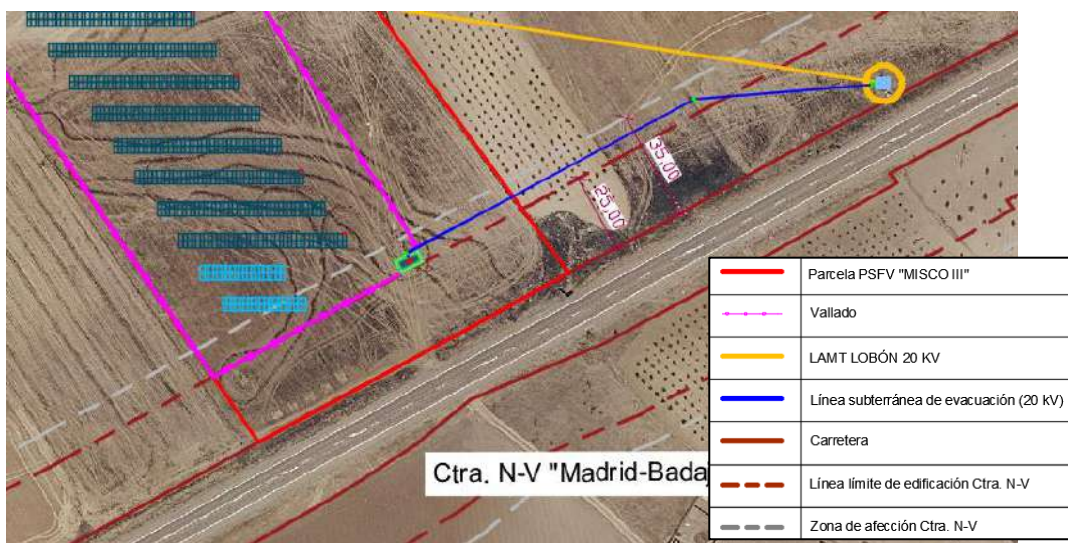 35.00
25.00
Ctra. N-V "Madrid-Badaj
Parcela PSFV "MISCO III"
Vallado
LAMT LOBÓN 20 KV
Línea subterránea de evacuación (20 kV)
Carretera
Línea límite de edificación Ctra. N-V
Zona de afección Ctra. N-V